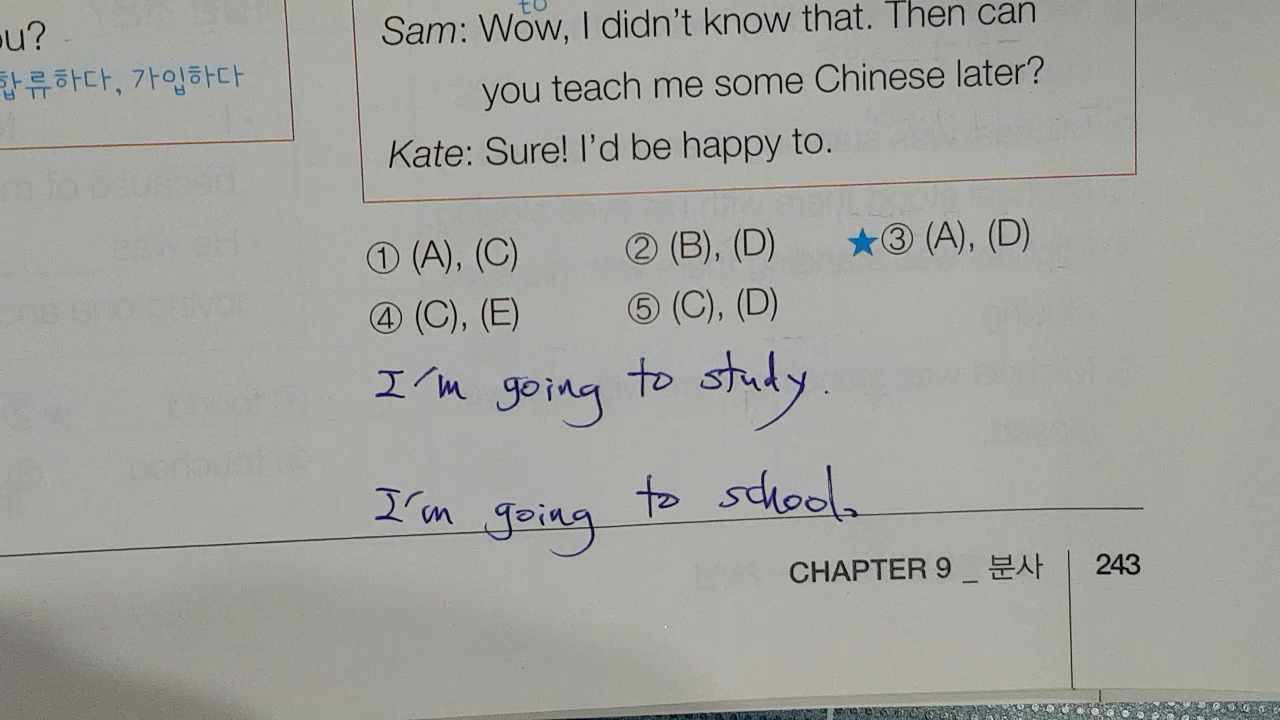 u?
합류하다, 가입하다
to
Sam: Wow, I didn't know that. Then can
you teach me some Chinese later?
Kate: Sure! I'd be happy to.
① (A), (C) ② (B), (D) ★③ (A), (D)
④ (C), (E) ⑤ (C), (D)
I'm going to study.
I'm going to school.
CHAPTER 9 _ 분사 243